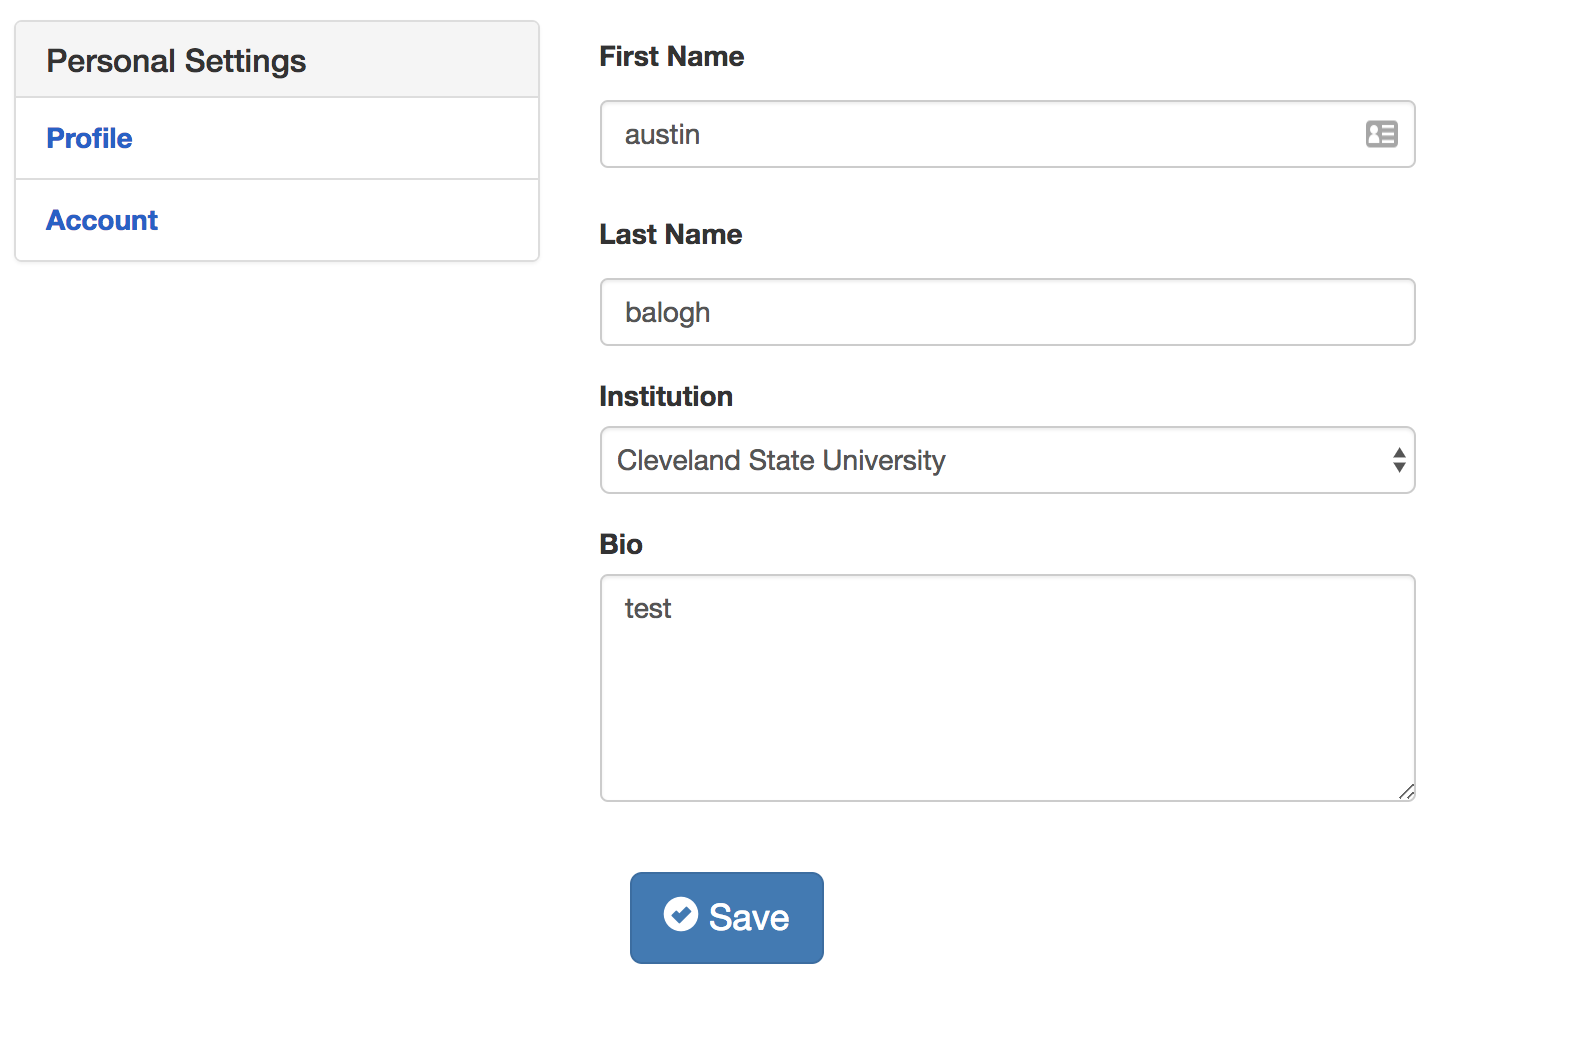 Personal Settings
Profile
Account
First Name
austin
Last Name
balogh
Institution
Cleveland State University
Bio
test
Save